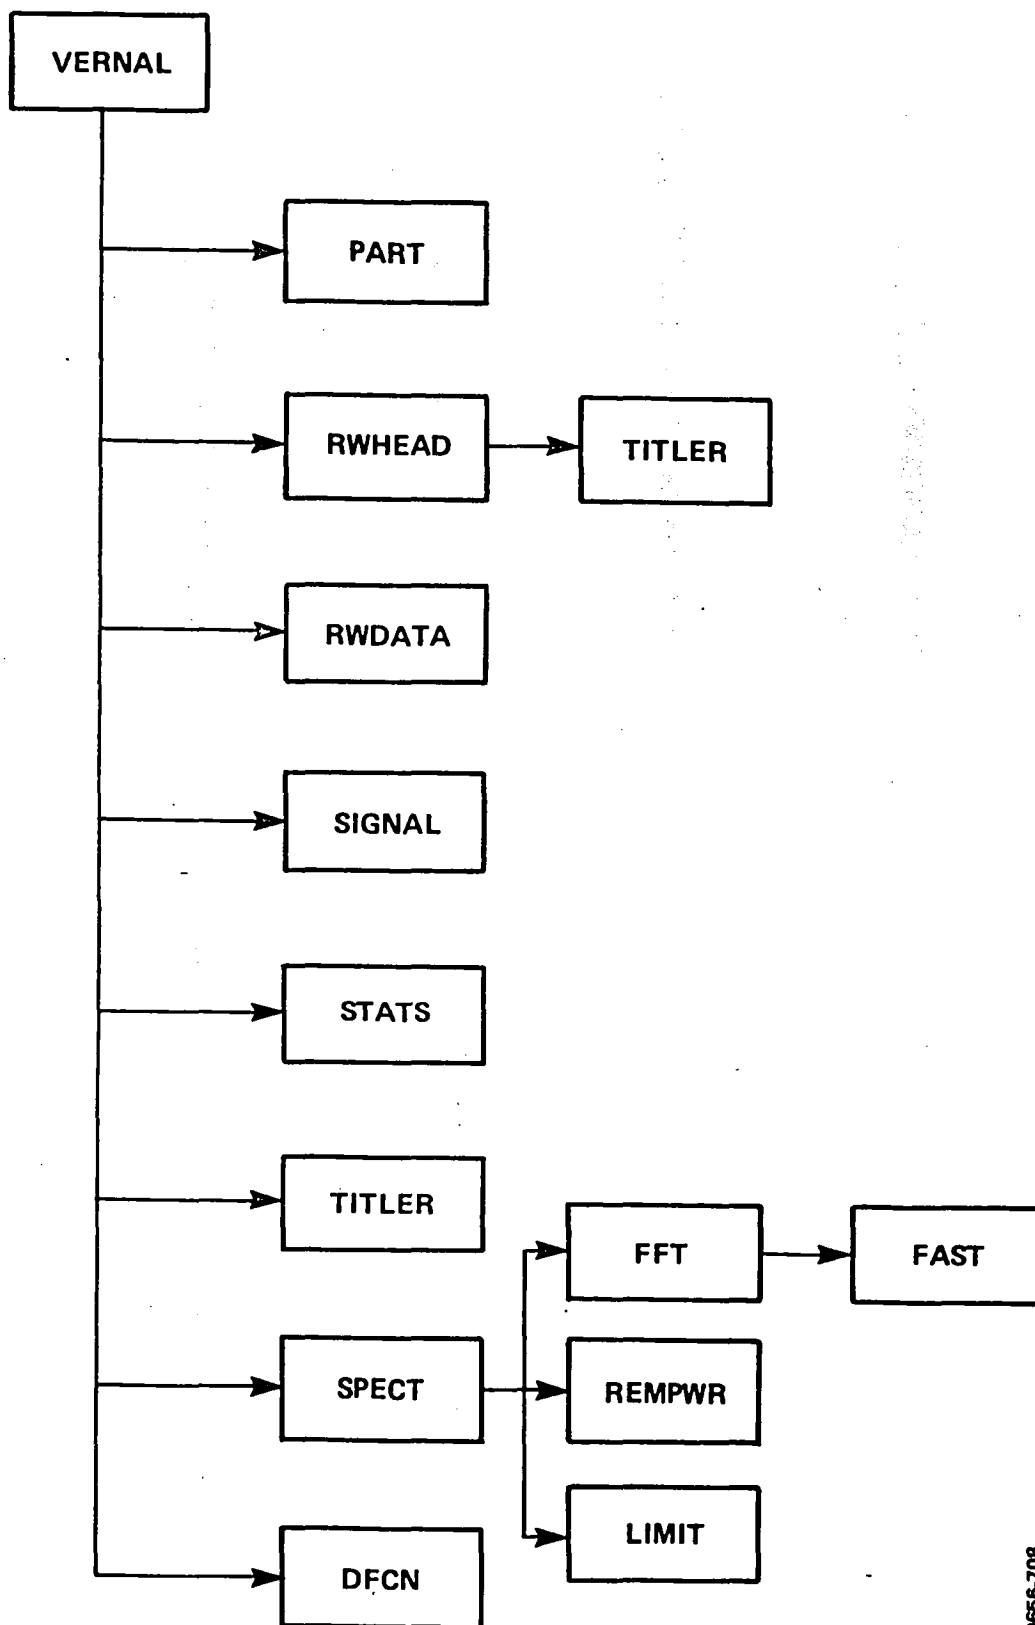 VERNAL
PART
RWHEAD
TITLER
RWDATA
SIGNAL
STATS
TITLER
FFT
FAST
SPECT
REMPWR
LIMIT
DFCN